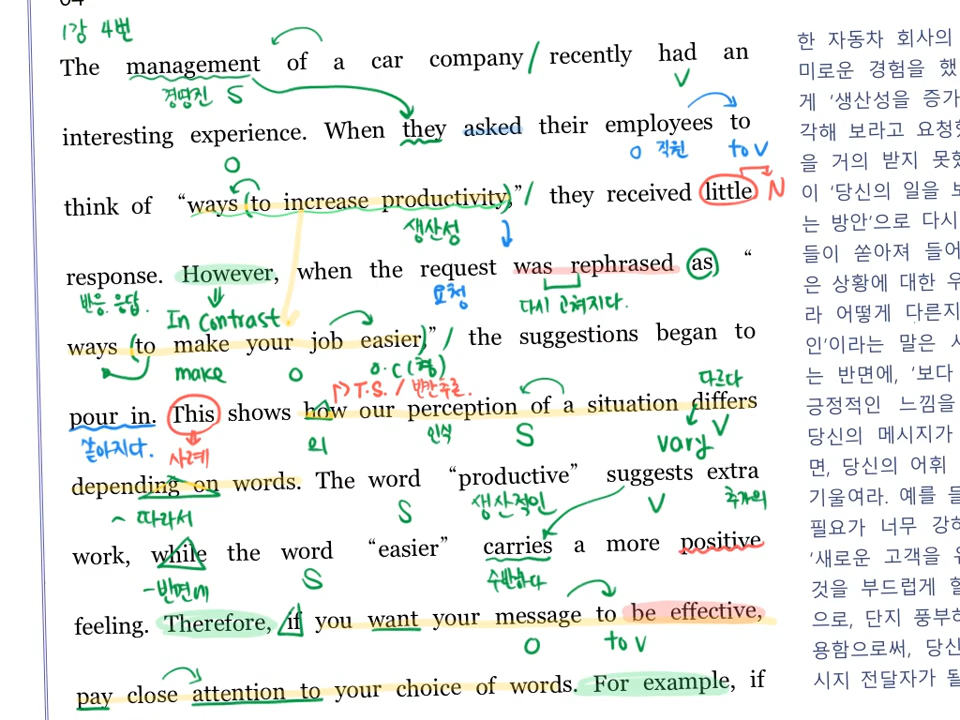 1강 4번
The management of a car company / recently had an
경영진 S V
interesting experience. When they asked their employees to
O O 직원 to V
think of “ways (to increase productivity),”/ they received little N
생산성
response. However, when the request was rephrased as “
반응. 응답. 요청 다시 고쳐지다.
In contrast
ways (to make your job easier)”/ the suggestions began to
make O O.C (형)
T.S. / 빈칸추론. 다르다
pour in. This shows how our perception of a situation differs
쏟아지다. 사례 의 인식 S vary V
depending on words. The word “productive” suggests extra
~ 따라서 S 생산적인 V 추가의
work, while the word “easier” carries a more positive
~반면에 S 수반하다
feeling. Therefore, if you want your message to be effective,
O to V
pay close attention to your choice of words. For example, if
한 자동차 회사의
미로운 경험을 했
게 ‘생산성을 증가
각해 보라고 요청
을 거의 받지 못
이 ‘당신의 일을
는 방안’으로 다시
들이 쏟아져 들어
은 상황에 대한
라 어떻게 다른지
인’이라는 말은
는 반면에, ‘보다
긍정적인 느낌을
당신의 메시지가
면, 당신의 어휘
기울여라. 예를
필요가 너무 강
‘새로운 고객을
것을 부드럽게 할
으로, 단지 풍부
용함으로써, 당신
시지 전달자가 될